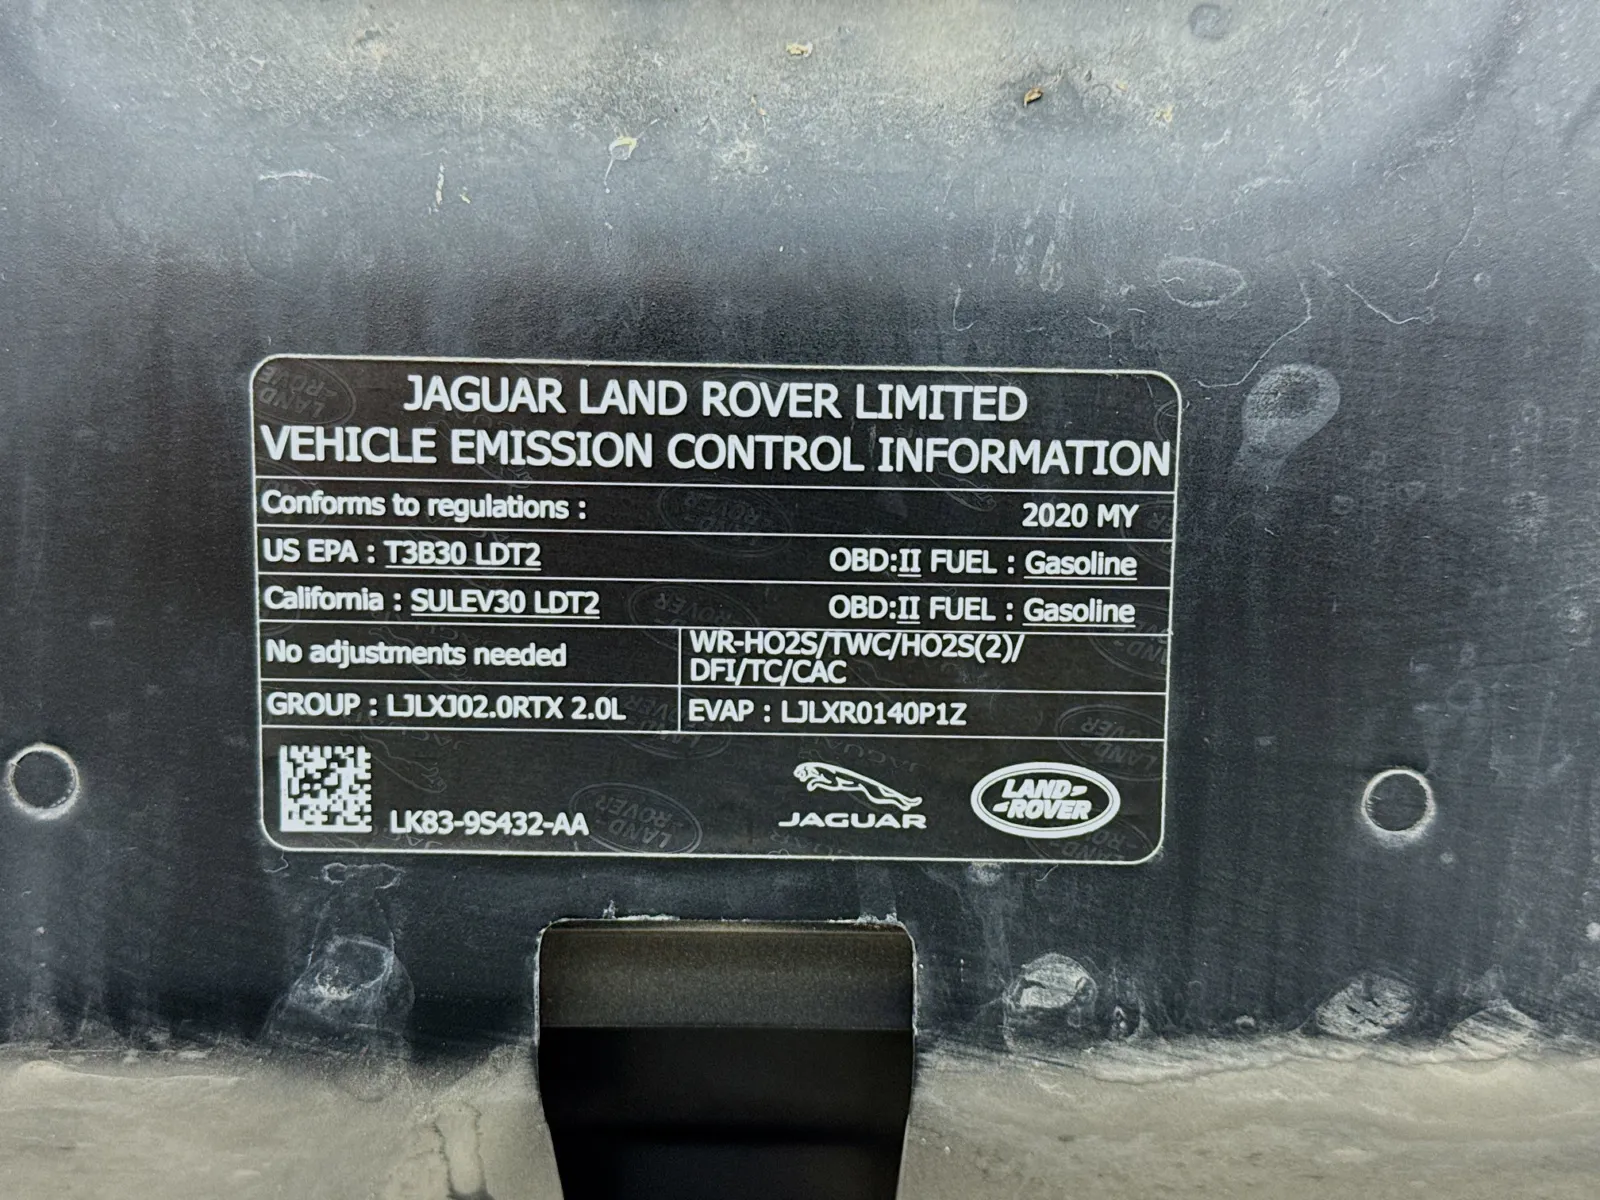 JAGUAR LAND ROVER LIMITED
VEHICLE EMISSION CONTROL INFORMATION
Conforms to regulations : 2020 MY
US EPA : T3B30 LDT2 OBD:II FUEL : Gasoline
California : SULEV30 LDT2 OBD:II FUEL : Gasoline
No adjustments needed
WR-HO2S/TWC/HO2S(2)/
DFI/TC/CAC
GROUP : LJLXJ02.0RTX 2.0L
EVAP : LJLXR0140P1Z
LK83-9S432-AA
JAGUAR
LAND
ROVER